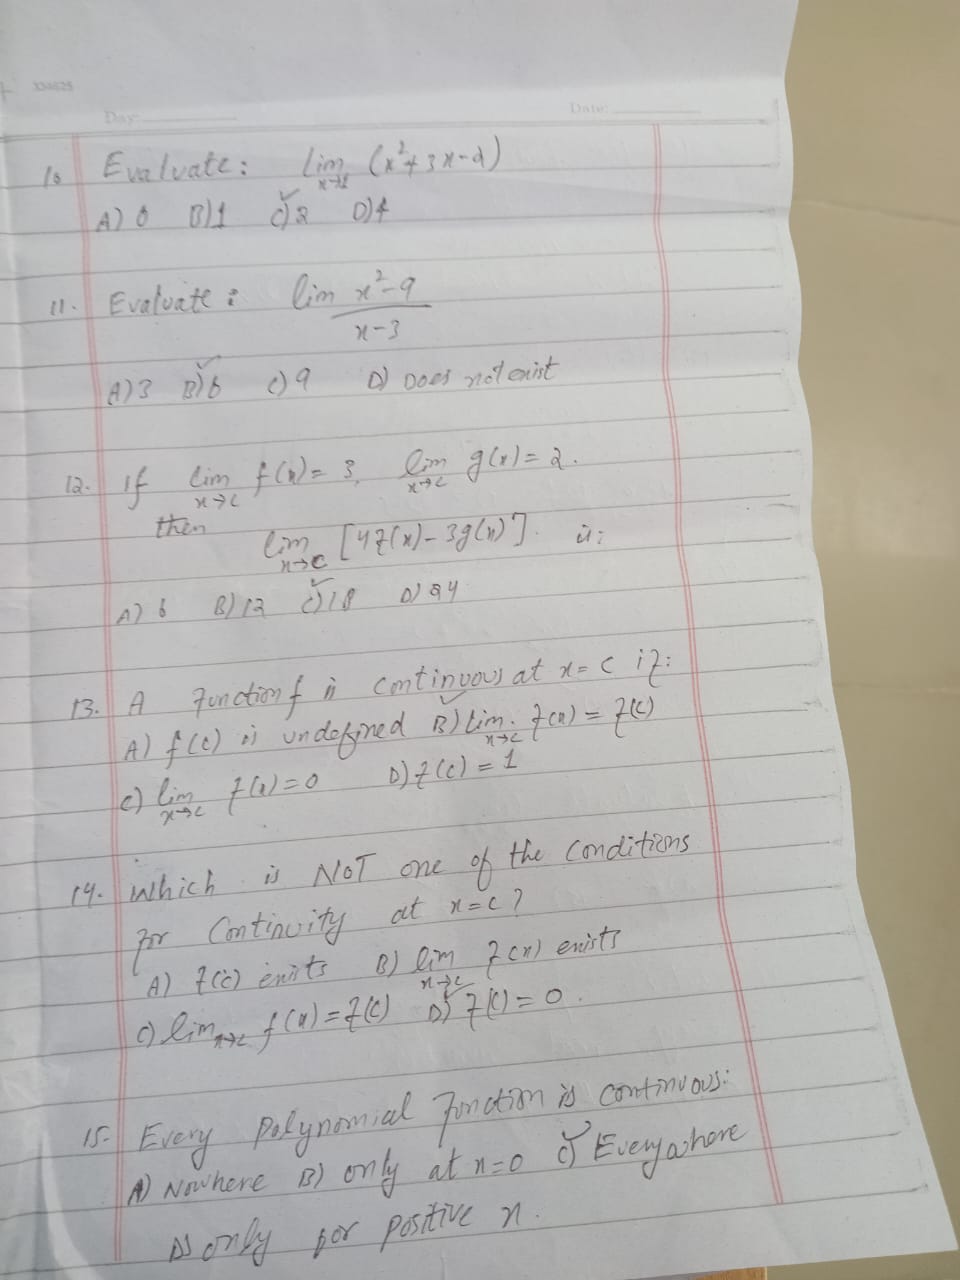 Day:
Date:
10 Evaluate: lim x→1 (x²+3x-2)
A) 0 B) 1 C) 2 D) 4
11. Evaluate: lim x²-9
x-3
A) 3 B) 6 C) 9 D) Does not exist
12. If lim x→c f(x) = 3, lim x→c g(x) = 2.
then
lim x→c [4f(x) - 3g(x)]. is:
A) 6 B) 12 C) 18 D) 24
13. A function f is continuous at x = c if:
A) f(c) is undefined B) lim. x→c f(x) = f(c)
C) lim x→c f(x) = 0 D) f(c) = 1
14. Which is NOT one of the conditions
for Continuity at x = c?
A) f(c) exists B) lim x→c f(x) exists
C) lim x→c f(x) = f(c) D) f(c) = 0.
15. Every polynomial Function is continuous:
A) Nowhere B) only at x=0 C) Everywhere
D) only for positive x.